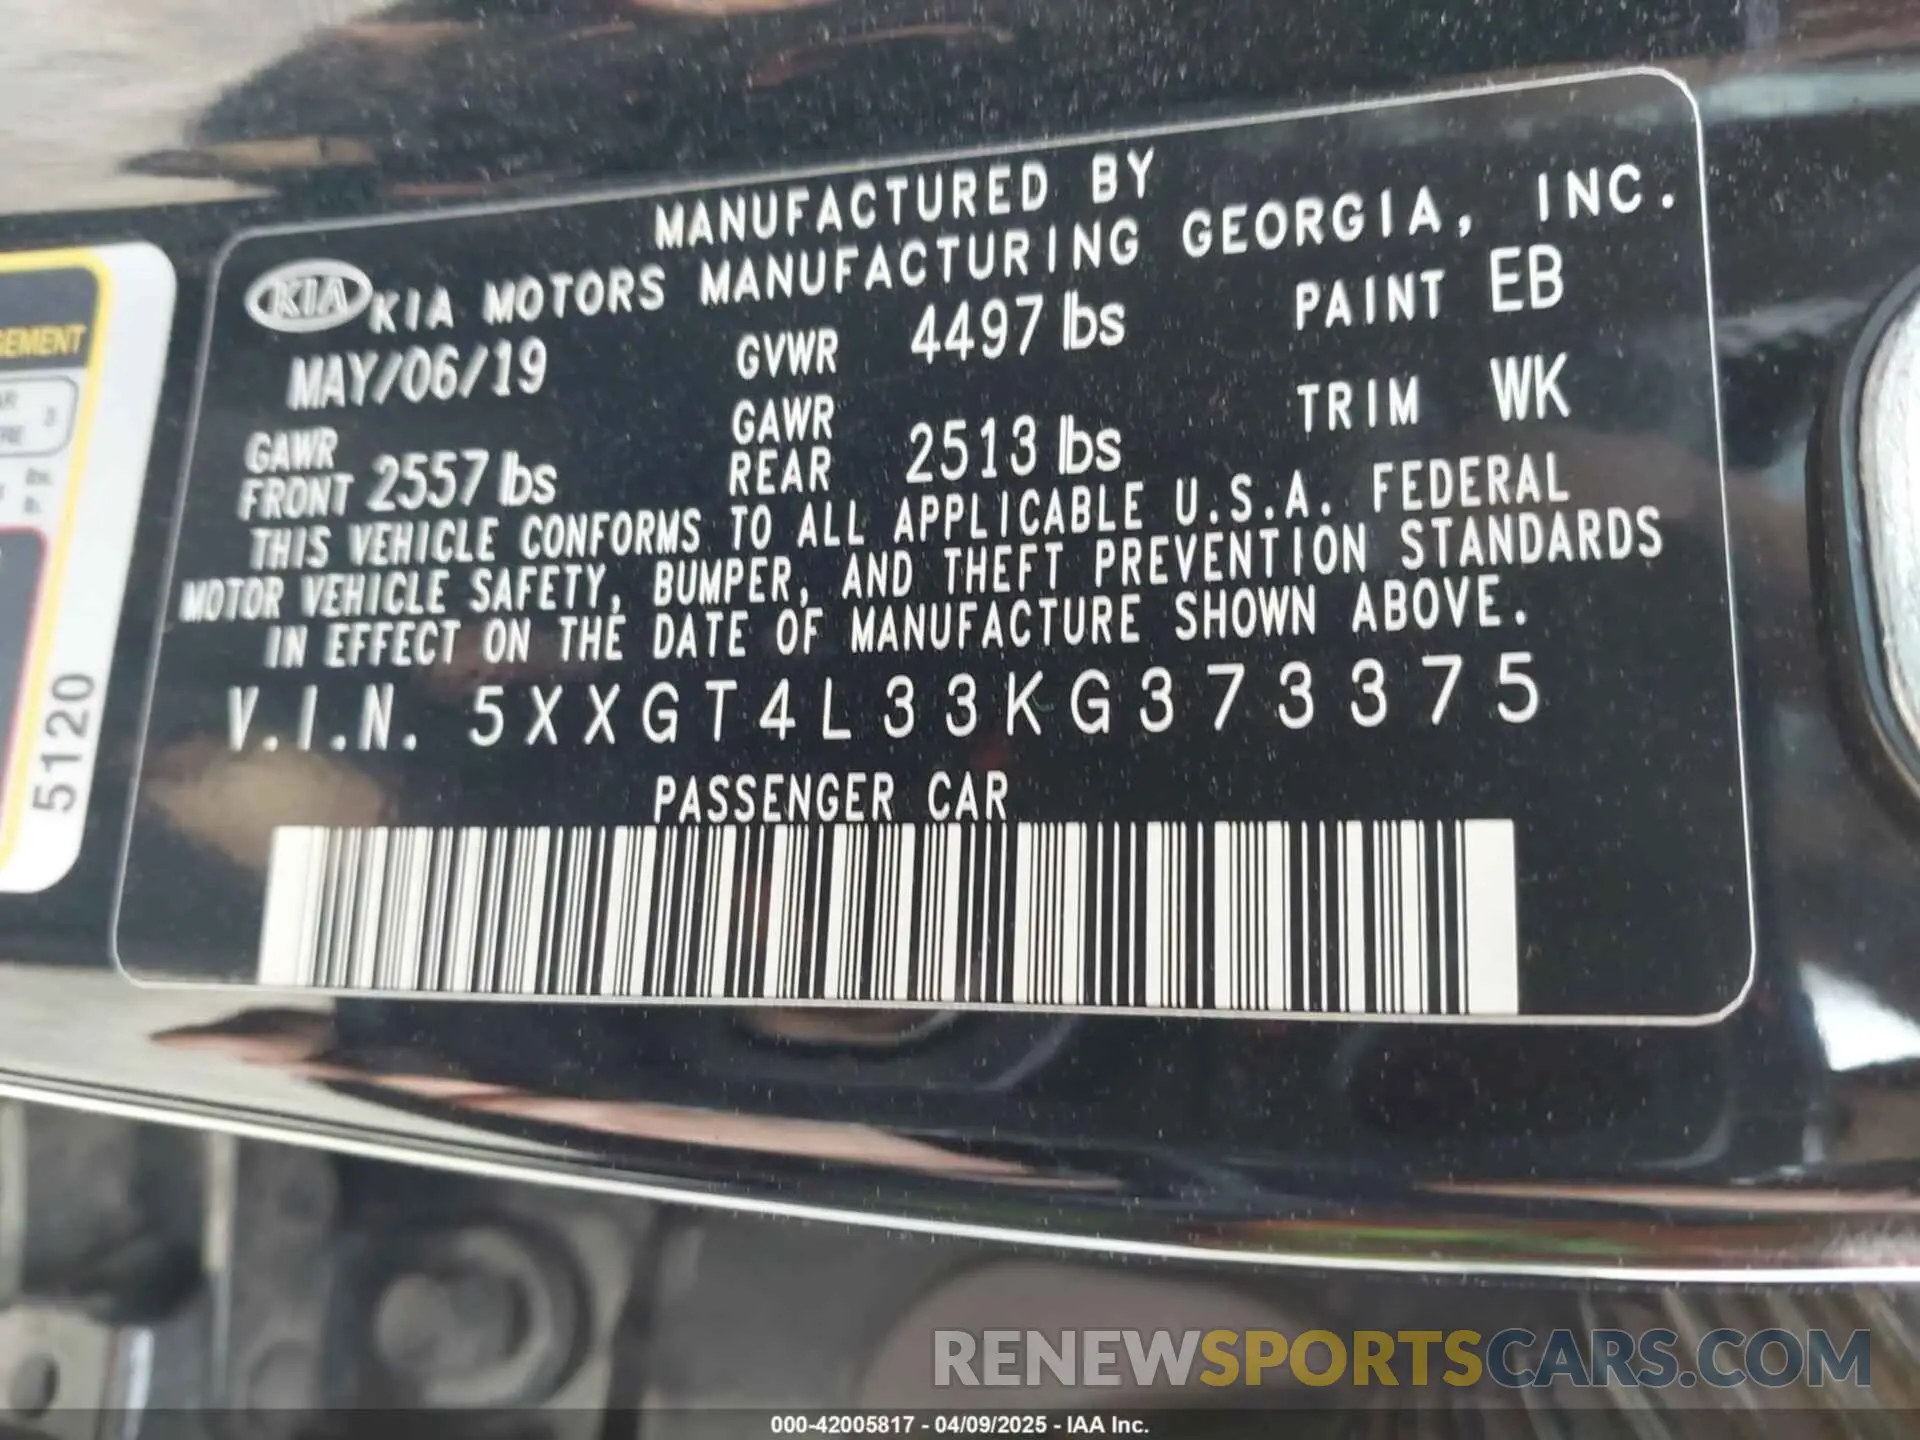 MANUFACTURED BY
KIA KIA MOTORS MANUFACTURING GEORGIA, INC.
MAY/06/19 GVWR 4497 lbs PAINT EB
GAWR FRONT 2557 lbs GAWR REAR 2513 lbs TRIM WK
THIS VEHICLE CONFORMS TO ALL APPLICABLE U.S.A. FEDERAL
MOTOR VEHICLE SAFETY, BUMPER, AND THEFT PREVENTION STANDARDS
IN EFFECT ON THE DATE OF MANUFACTURE SHOWN ABOVE.
V.I.N. 5XXGT4L33KG373375
PASSENGER CAR
GEMENT
5120
RENEWSPORTSCARS.COM
000-42005817 - 04/09/2025 - IAA Inc.